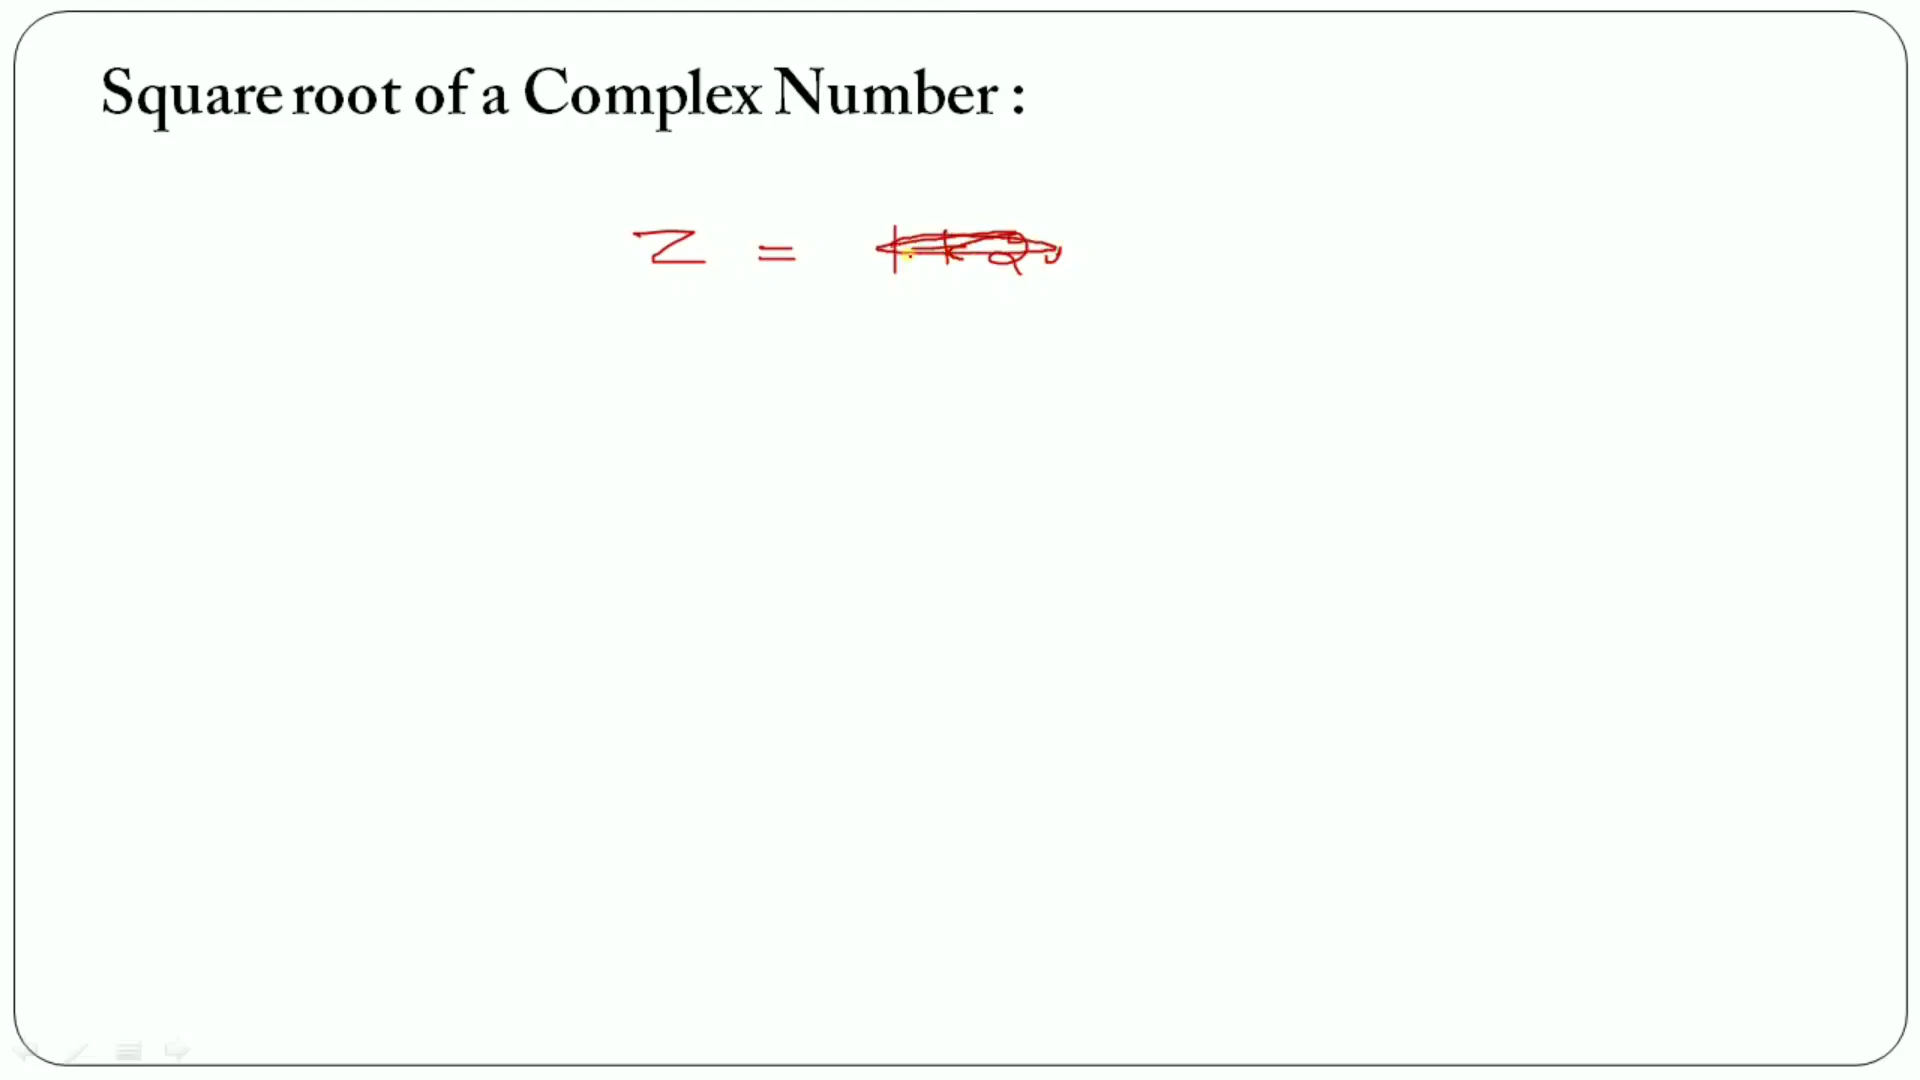 Square root of a Complex Number :
Z =